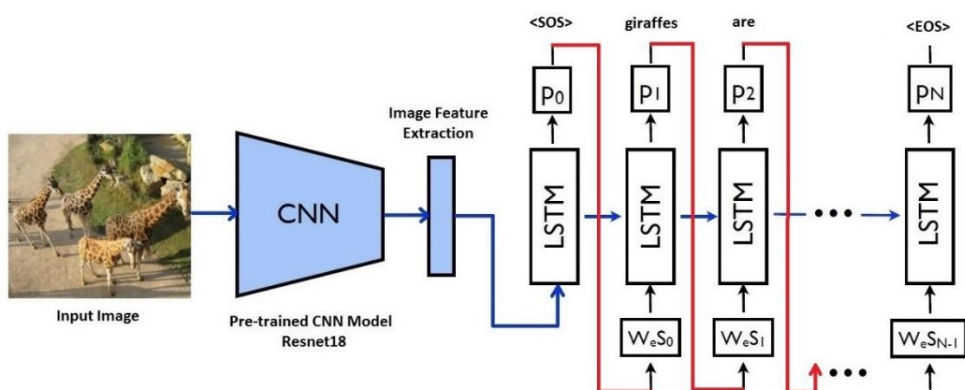 <SOS>
giraffes
are
<EOS>
p0
p1
p2
pN
Image Feature
Extraction
CNN
LSTM
LSTM
LSTM
LSTM
Input Image
Pre-trained CNN Model
Resnet18
WeS0
WeS1
WeSN-1